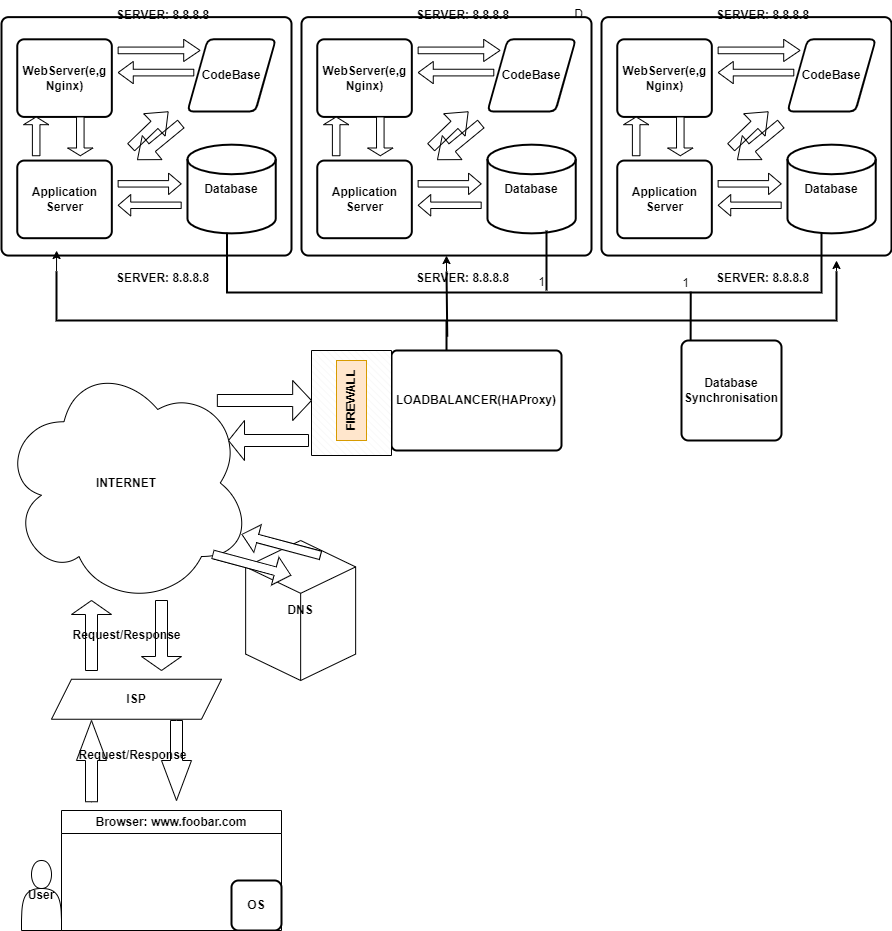 SERVER: 8.8.8.8
SERVER: 8.8.8.8
D
SERVER: 8.8.8.8
WebServer(e,g
Nginx)
CodeBase
WebServer(e,g
Nginx)
CodeBase
WebServer(e,g
Nginx)
CodeBase
Application
Server
Database
Application
Server
Database
Application
Server
Database
SERVER: 8.8.8.8
SERVER: 8.8.8.8
1
1
SERVER: 8.8.8.8
FIREWALL
LOADBALANCER(HAProxy)
Database
Synchronisation
INTERNET
DNS
Request/Response
ISP
Request/Response
Browser: www.foobar.com
User
OS